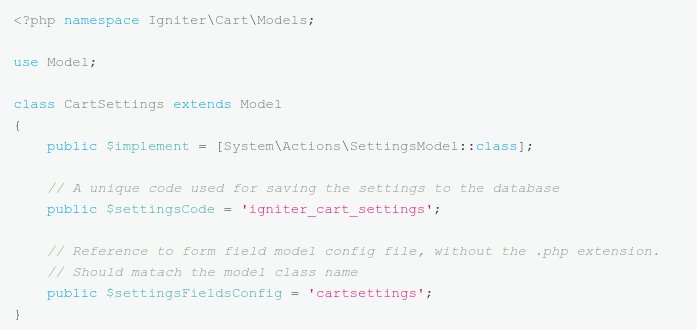 <?php namespace Igniter\Cart\Models;
use Model;
class CartSettings extends Model
{
    public $implement = [System\Actions\SettingsModel::class];
    // A unique code used for saving the settings to the database
    public $settingsCode = 'igniter_cart_settings';
    // Reference to form field model config file, without the .php extension.
    // Should matach the model class name
    public $settingsFieldsConfig = 'cartsettings';
}